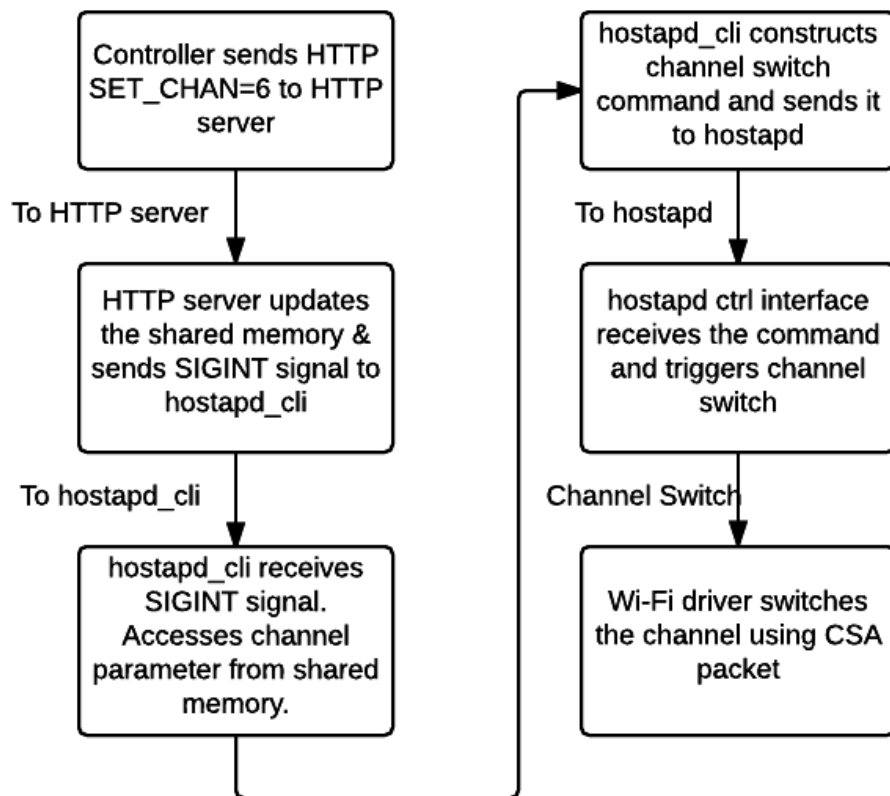 Controller sends HTTP
SET_CHAN=6 to HTTP
server
To HTTP server
HTTP server updates
the shared memory &
sends SIGINT signal to
hostapd_cli
To hostapd_cli
hostapd_cli receives
SIGINT signal.
Accesses channel
parameter from shared
memory.
hostapd_cli constructs
channel switch
command and sends it
to hostapd
To hostapd
hostapd ctrl interface
receives the command
and triggers channel
switch
Channel Switch
Wi-Fi driver switches
the channel using CSA
packet